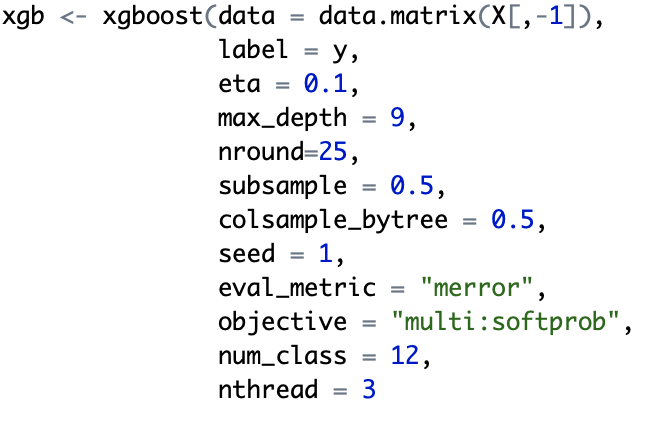 xgb <- xgboost(data = data.matrix(X[,-1]),
label = y,
eta = 0.1,
max_depth = 9,
nround=25,
subsample = 0.5,
colsample_bytree = 0.5,
seed = 1,
eval_metric = "merror",
objective = "multi:softprob",
num_class = 12,
nthread = 3